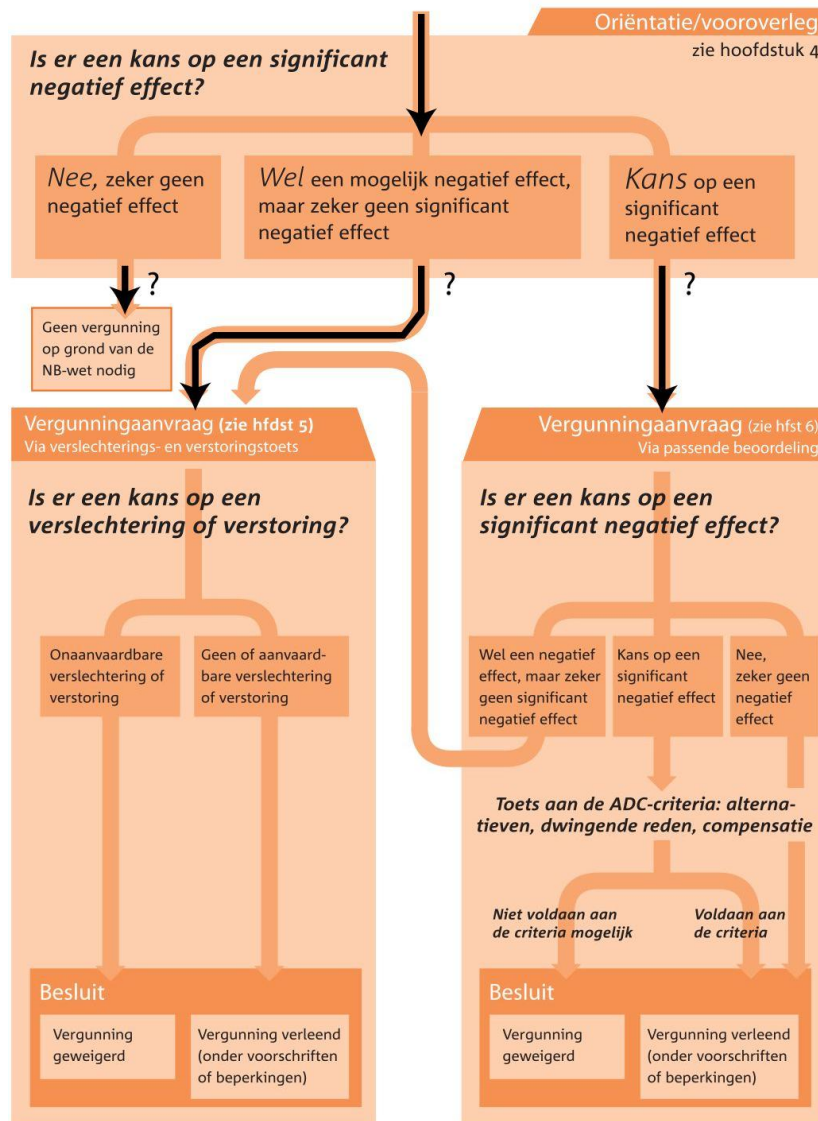 Oriëntatie/vooroverleg
zie hoofdstuk 4
Is er een kans op een significant
negatief effect?
Nee, zeker geen
negatief effect
Wel een mogelijk negatief effect,
maar zeker geen significant
negatief effect
Kans op een
significant
negatief effect
?
?
?
Geen vergunning
op grond van de
NB-wet nodig
Vergunningaanvraag (zie hfdst 5)
Via verslechterings- en verstoringstoets
Is er een kans op een
verslechtering of verstoring?
Onaanvaardbare
verslechtering of
verstoring
Geen of aanvaard-
bare verslechtering
of verstoring
Besluit
Vergunning
geweigerd
Vergunning verleend
(onder voorschriften
of beperkingen)
Vergunningaanvraag (zie hfst 6)
Via passende beoordeling
Is er een kans op een
significant negatief effect?
Wel een negatief
effect, maar zeker
geen significant
negatief effect
Kans op een
significant
negatief effect
Nee,
zeker geen
negatief
effect
Toets aan de ADC-criteria: alterna-
tieven, dwingende reden, compensatie
Niet voldaan aan
de criteria mogelijk
Voldaan aan
de criteria
Besluit
Vergunning
geweigerd
Vergunning verleend
(onder voorschriften
of beperkingen)